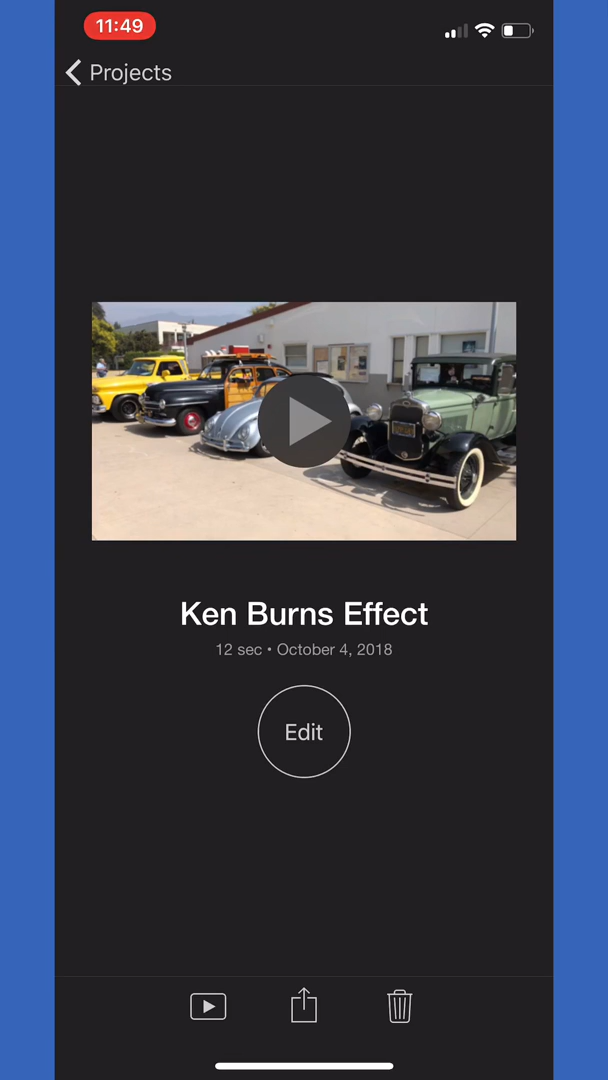 11:49
Projects
Ken Burns Effect
12 sec • October 4, 2018
Edit